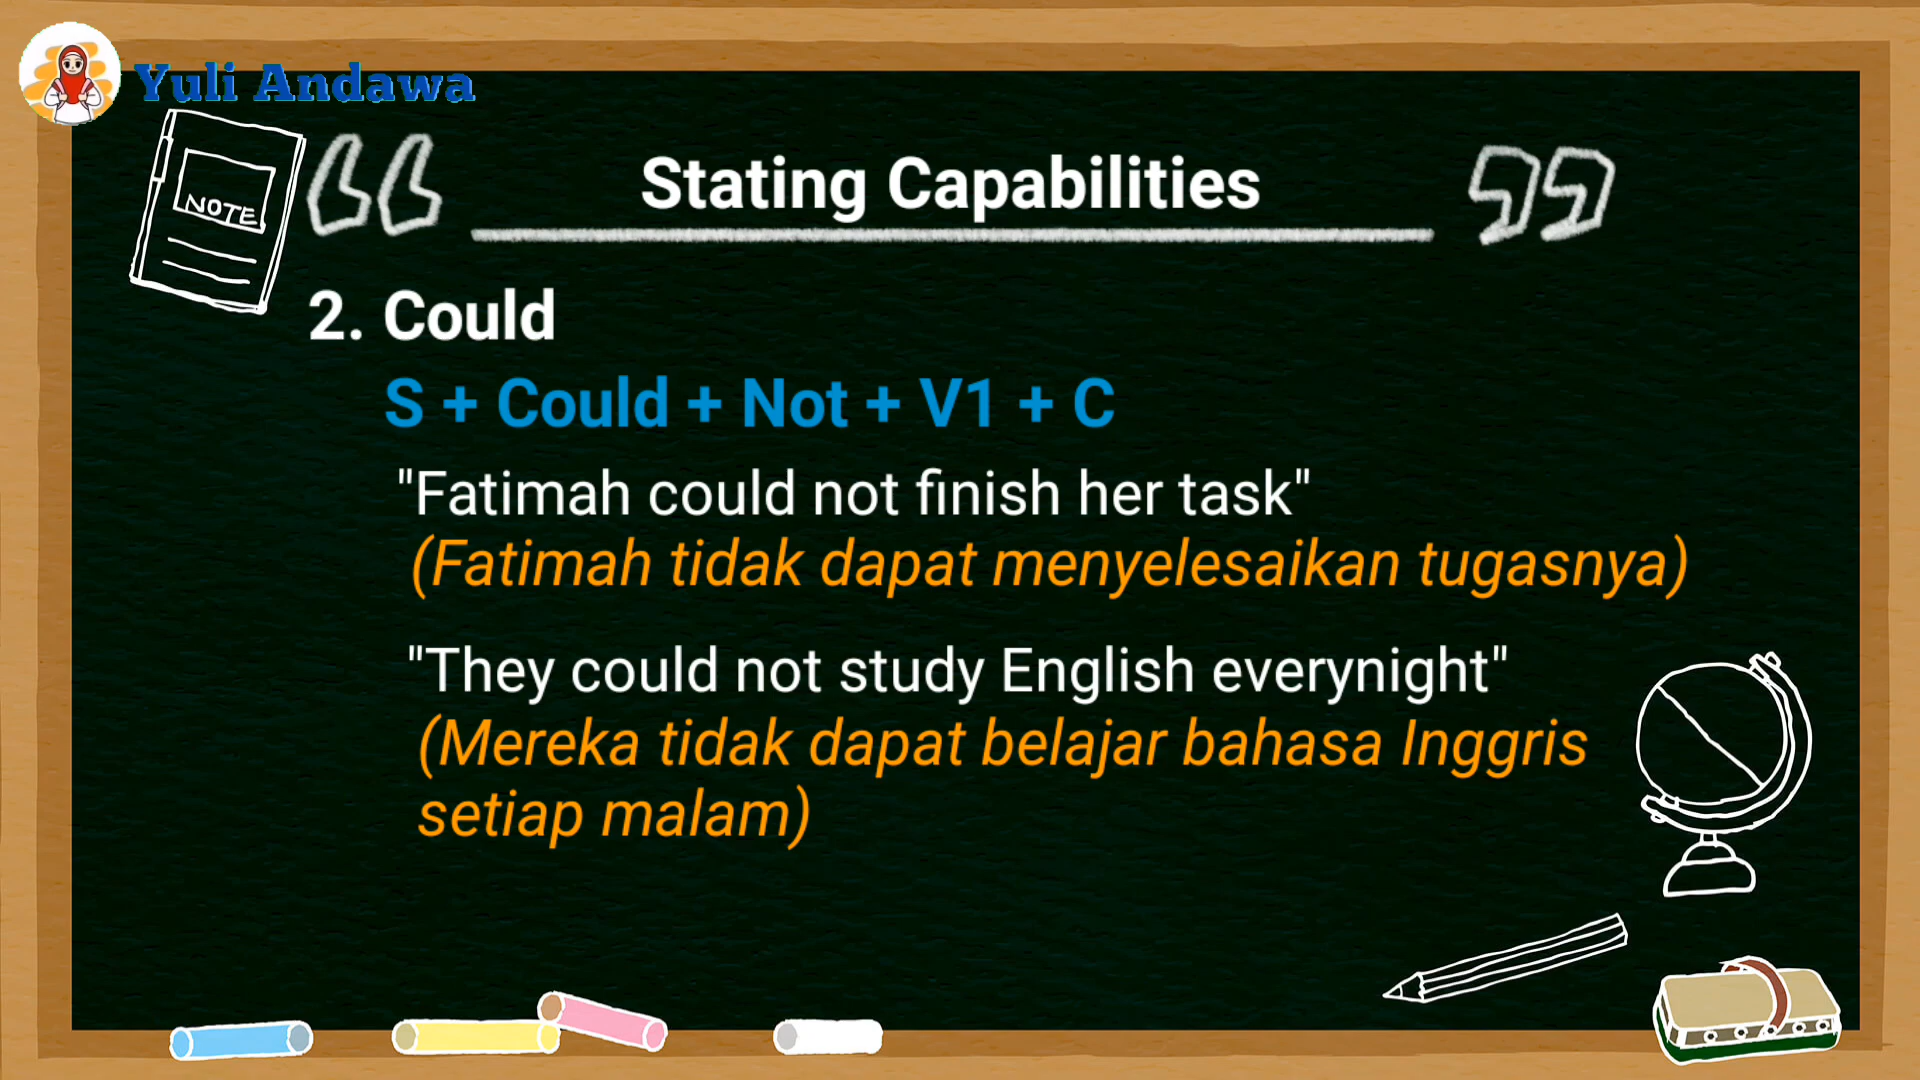 Yuli Andawa
NOTE
Stating Capabilities
2. Could
S + Could + Not + V1 + C
"Fatimah could not finish her task"
(Fatimah tidak dapat menyelesaikan tugasnya)
"They could not study English everynight"
(Mereka tidak dapat belajar bahasa Inggris
setiap malam)